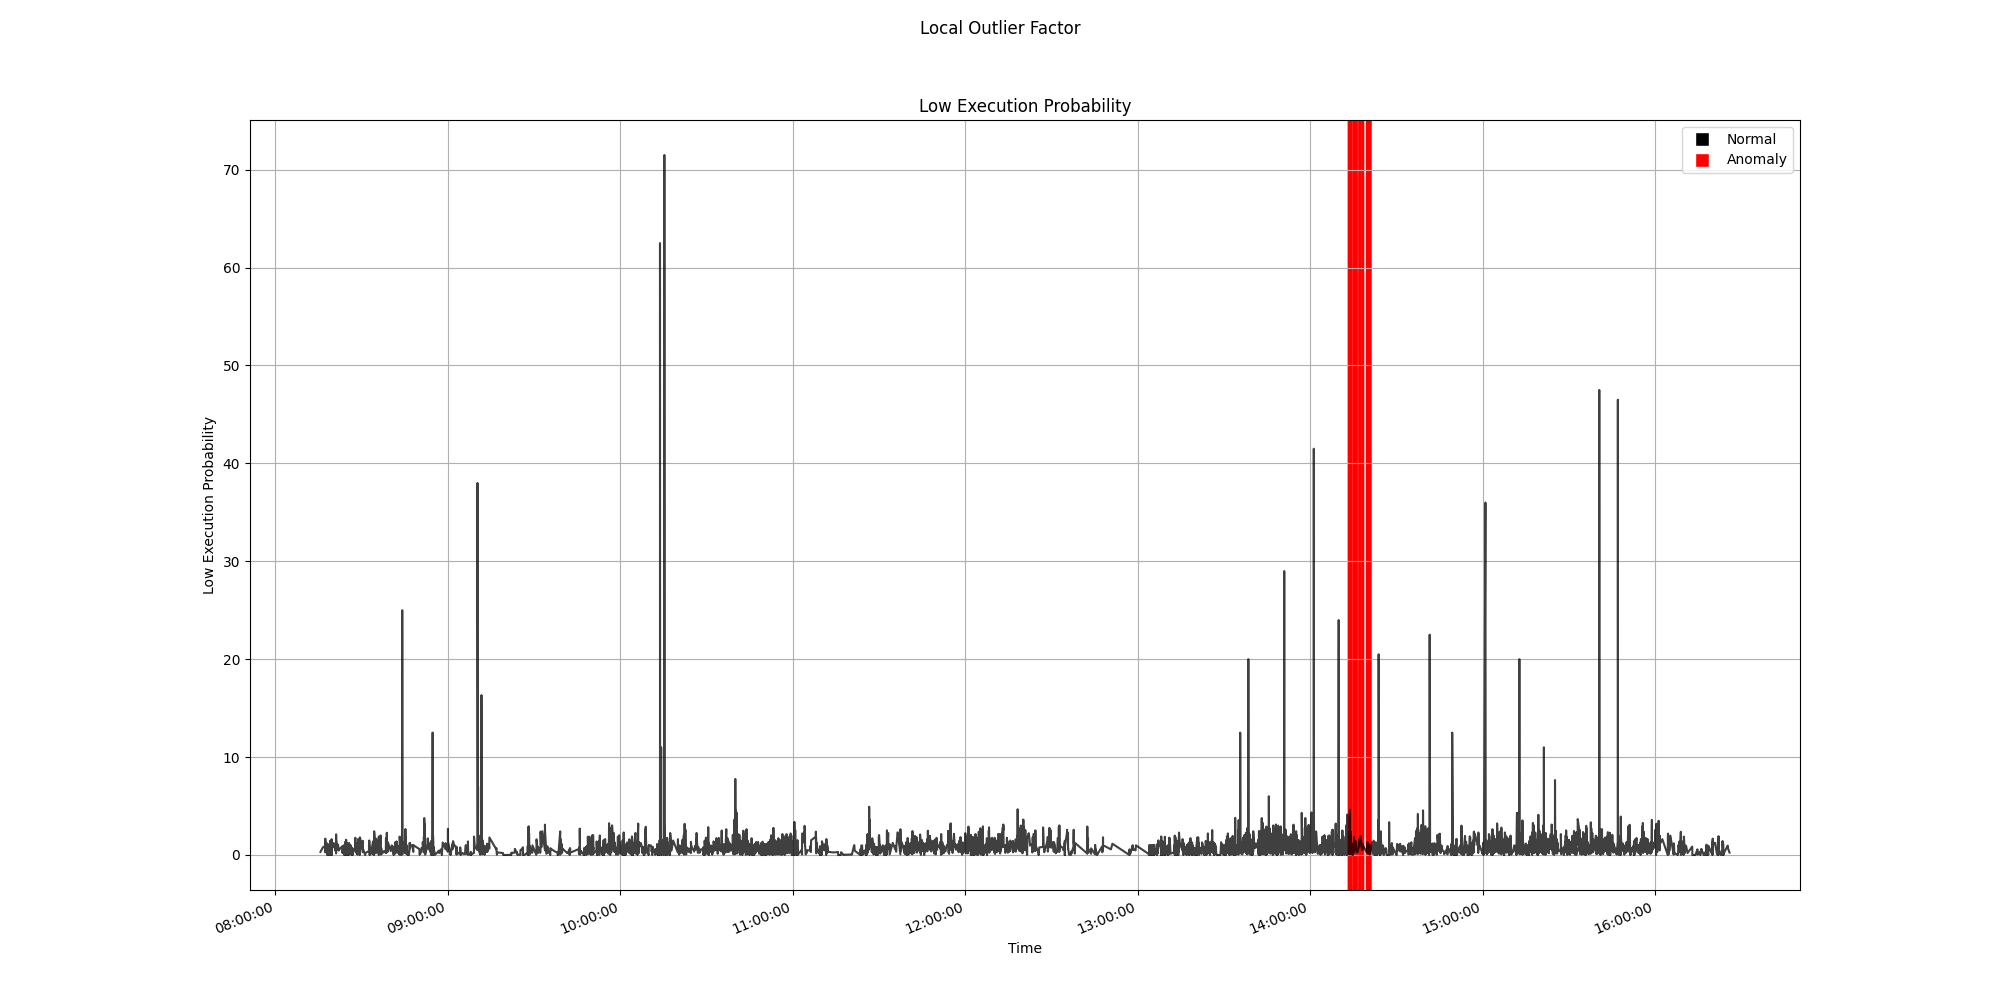 Local Outlier Factor
Low Execution Probability
Normal
Anomaly
Low Execution Probability
70
60
50
40
30
20
10
0
08:00:00
09:00:00
10:00:00
11:00:00
12:00:00
13:00:00
14:00:00
15:00:00
16:00:00
Time